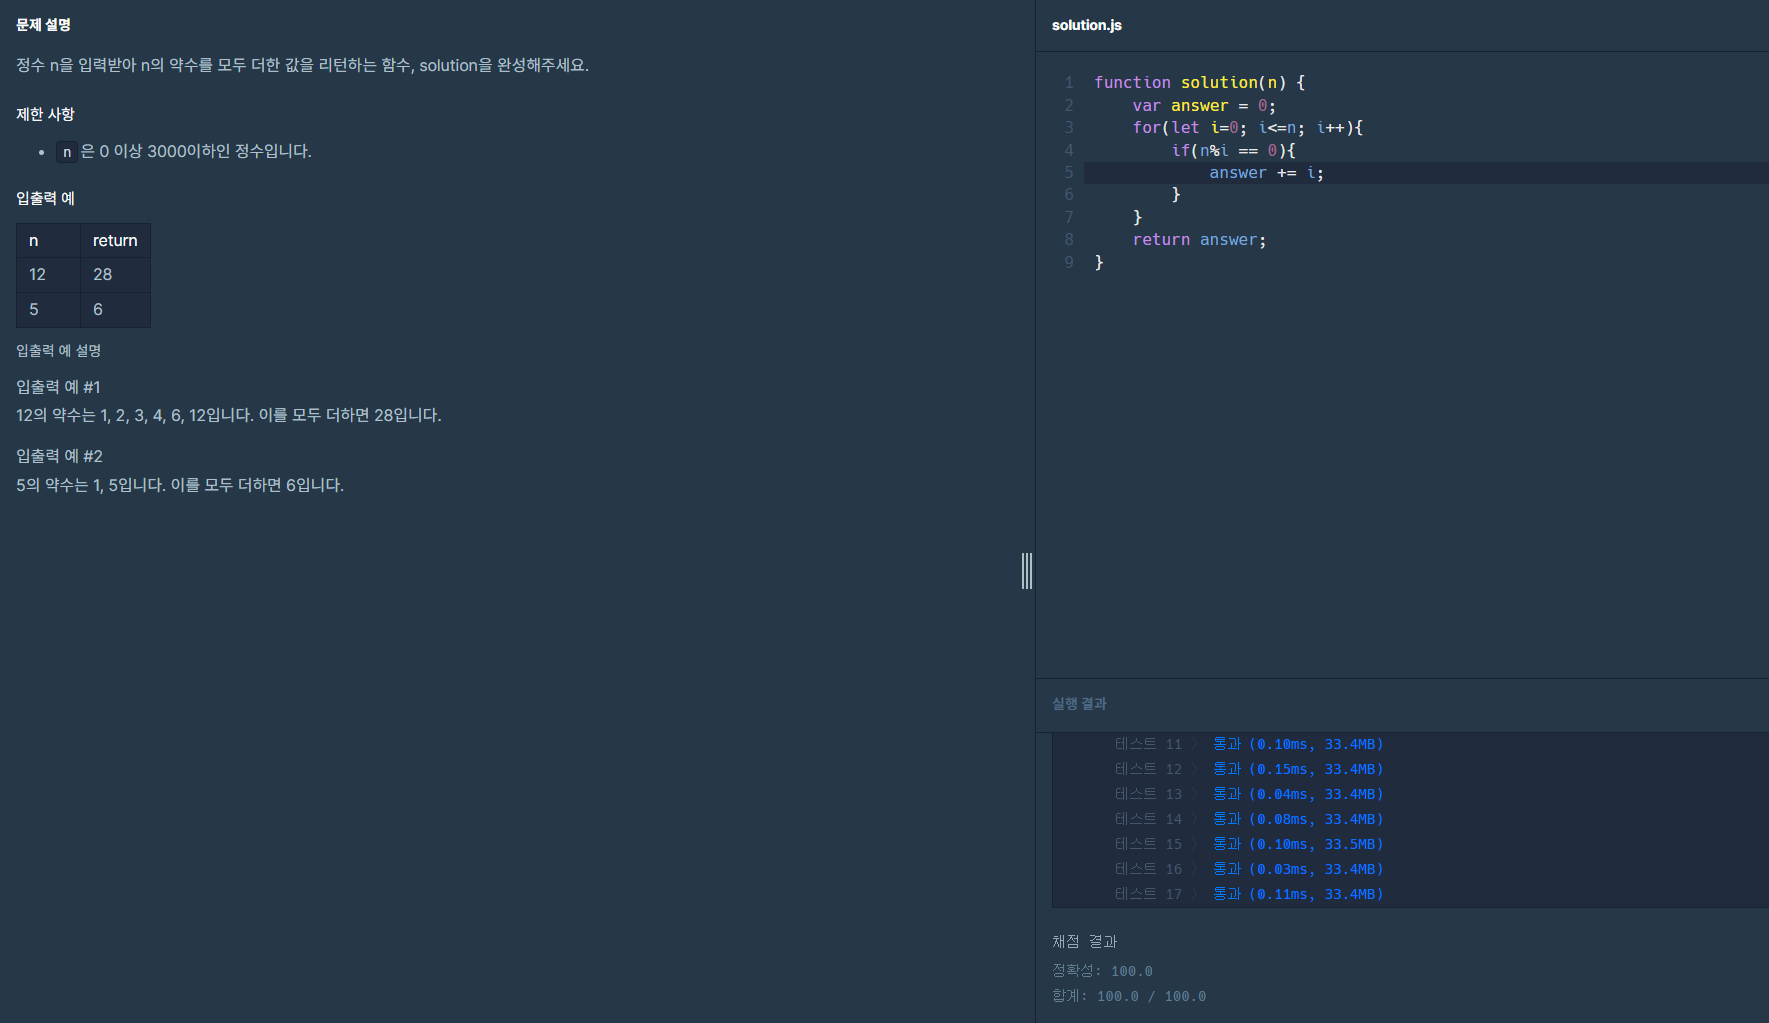 문제 설명
정수 n을 입력받아 n의 약수를 모두 더한 값을 리턴하는 함수, solution을 완성해주세요.
제한 사항
• n 은 0 이상 3000이하인 정수입니다.
입출력 예
n return
12 28
5 6
입출력 예 설명
입출력 예 #1
12의 약수는 1, 2, 3, 4, 6, 12입니다. 이를 모두 더하면 28입니다.
입출력 예 #2
5의 약수는 1, 5입니다. 이를 모두 더하면 6입니다.
solution.js
1 function solution(n) {
2     var answer = 0;
3     for(let i=0; i<=n; i++){
4         if(n%i == 0){
5             answer += i;
6         }
7     }
8     return answer;
9 }
실행 결과
테스트 11 〉 통과 (0.10ms, 33.4MB)
테스트 12 〉 통과 (0.15ms, 33.4MB)
테스트 13 〉 통과 (0.04ms, 33.4MB)
테스트 14 〉 통과 (0.08ms, 33.4MB)
테스트 15 〉 통과 (0.10ms, 33.5MB)
테스트 16 〉 통과 (0.03ms, 33.4MB)
테스트 17 〉 통과 (0.11ms, 33.4MB)
채점 결과
정확성: 100.0
합계: 100.0 / 100.0